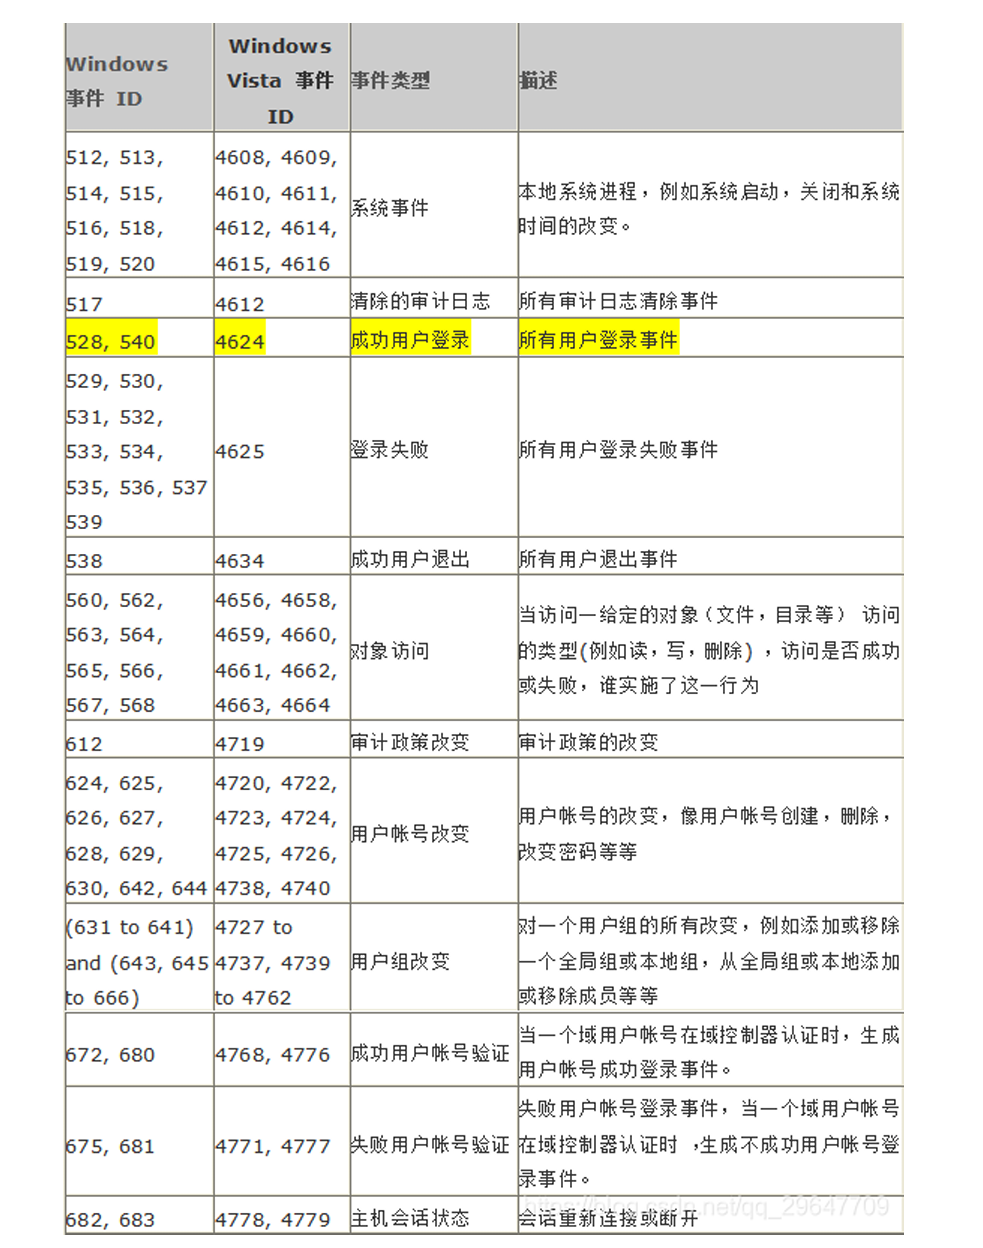 Windows 事件 ID
Windows Vista 事件 ID
事件类型
描述
512, 513,
514, 515,
516, 518,
519, 520
4608, 4609,
4610, 4611,
4612, 4614,
4615, 4616
系统事件
本地系统进程，例如系统启动，关闭和系统
时间的改变。
517
4612
清除的审计日志
所有审计日志清除事件
528, 540
4624
成功用户登录
所有用户登录事件
529, 530,
531, 532,
533, 534,
535, 536, 537
539
4625
登录失败
所有用户登录失败事件
538
4634
成功用户退出
所有用户退出事件
560, 562,
563, 564,
565, 566,
567, 568
4656, 4658,
4659, 4660,
4661, 4662,
4663, 4664
对象访问
当访问一给定的对象（文件，目录等） 访问
的类型(例如读，写，删除) ，访问是否成功
或失败，谁实施了这一行为
612
4719
审计政策改变
审计政策的改变
624, 625,
626, 627,
628, 629,
630, 642, 644
4720, 4722,
4723, 4724,
4725, 4726,
4738, 4740
用户帐号改变
用户帐号的改变，像用户帐号创建，删除，
改变密码等等
(631 to 641)
and (643, 645
to 666)
4727 to
4737, 4739
to 4762
用户组改变
对一个用户组的所有改变，例如添加或移除
一个全局组或本地组，从全局组或本地添加
或移除成员等等
672, 680
4768, 4776
成功用户帐号验证
当一个域用户帐号在域控制器认证时，生成
用户帐号成功登录事件。
675, 681
4771, 4777
失败用户帐号验证
失败用户帐号登录事件，当一个域用户帐号
在域控制器认证时 ，生成不成功用户帐号登
录事件。
682, 683
4778, 4779
主机会话状态
会话重新连接或断开
https://blog.csdn.net/qq_29647709